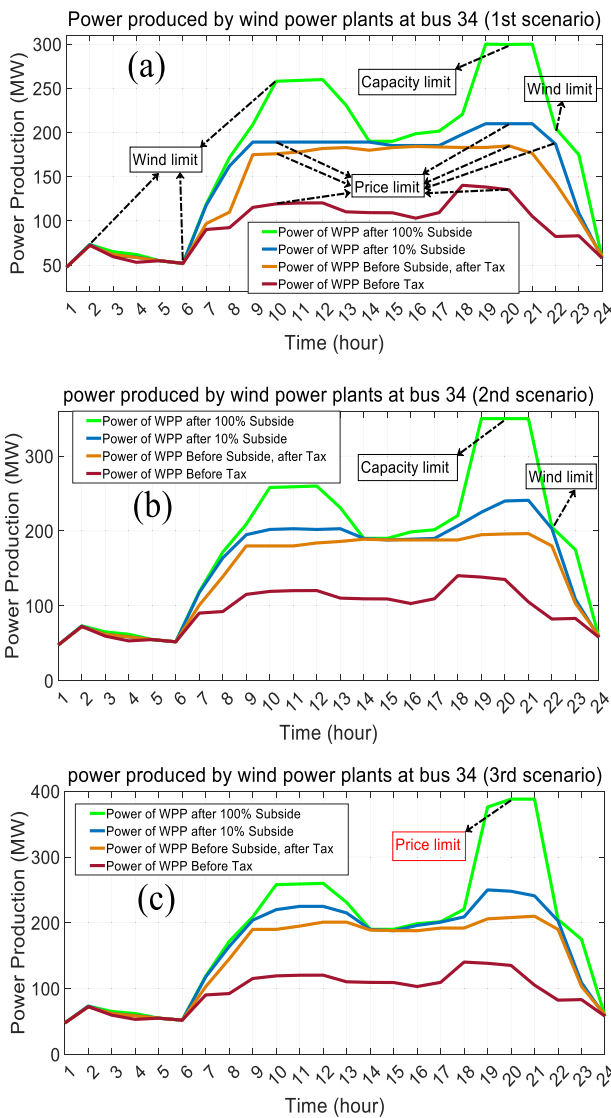 Power produced by wind power plants at bus 34 (1st scenario)
(a)
Power Production (MW)
300
250
200
150
100
50
Capacity limit
Wind limit
Wind limit
Price limit
Power of WPP after 100% Subside
Power of WPP after 10% Subside
Power of WPP Before Subside, after Tax
Power of WPP Before Tax
1 2 3 4 5 6 7 8 9 10 11 12 13 14 15 16 17 18 19 20 21 22 23 24
Time (hour)
power produced by wind power plants at bus 34 (2nd scenario)
Power of WPP after 100% Subside
Power of WPP after 10% Subside
Power of WPP Before Subside, after Tax
Power of WPP Before Tax
(b)
Power Production (MW)
300
200
100
0
Capacity limit
Wind limit
1 2 3 4 5 6 7 8 9 10 11 12 13 14 15 16 17 18 19 20 21 22 23 24
Time (hour)
power produced by wind power plants at bus 34 (3rd scenario)
Power of WPP after 100% Subside
Power of WPP after 10% Subside
Power of WPP Before Subside, after Tax
Power of WPP Before Tax
(c)
Power Production (MW)
400
300
200
100
0
Price limit
1 2 3 4 5 6 7 8 9 10 11 12 13 14 15 16 17 18 19 20 21 22 23 24
Time (hour)